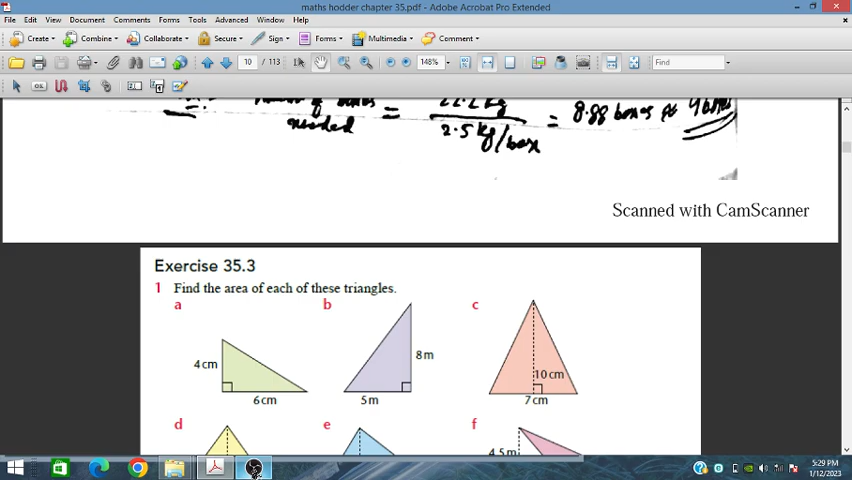 maths hodder chapter 35.pdf - Adobe Acrobat Pro Extended
File Edit View Document Comments Forms Tools Advanced Window Help
Create Combine Collaborate Secure Sign Forms Multimedia Comment
10 / 113 148% Find
needed = 2.5 kg/box = 8.88 boxes
Scanned with CamScanner
Exercise 35.3
1 Find the area of each of these triangles.
a b c
4 cm 6 cm
8 m 5 m
10 cm 7 cm
d e f
4.5 m
5:29 PM
1/12/2023